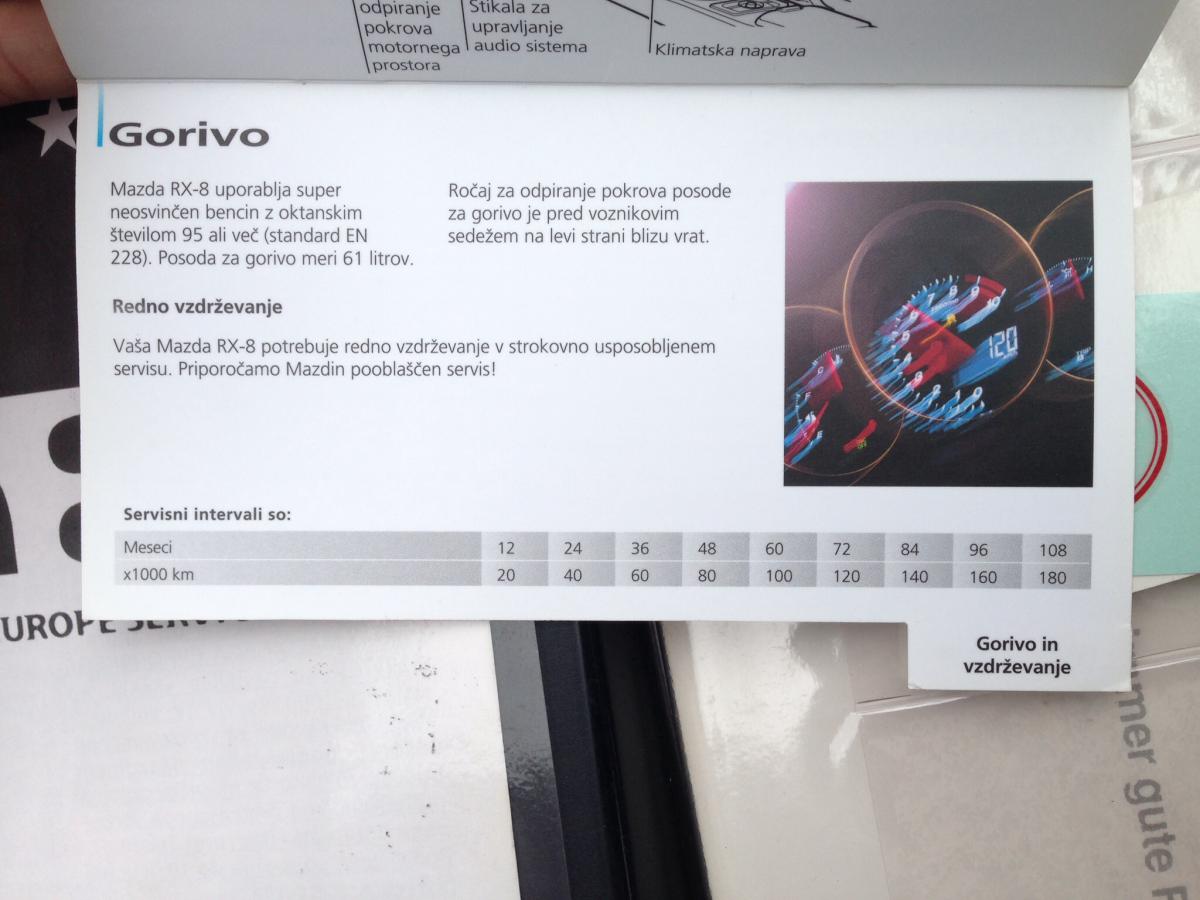 odpiranje
pokrova
motornega
prostora
Stikala za
upravljanje
audio sistema
Klimatska naprava
Gorivo
Mazda RX-8 uporablja super
neosvinčen bencin z oktanskim
številom 95 ali več (standard EN
228). Posoda za gorivo meri 61 litrov.
Ročaj za odpiranje pokrova posode
za gorivo je pred voznikovim
sedežem na levi strani blizu vrat.
Redno vzdrževanje
Vaša Mazda RX-8 potrebuje redno vzdrževanje v strokovno usposobljenem
servisu. Priporočamo Mazdin pooblaščen servis!
120
Servisni intervali so:
Meseci 12 24 36 48 60 72 84 96 108
x1000 km 20 40 60 80 100 120 140 160 180
Gorivo in
vzdrževanje
gute